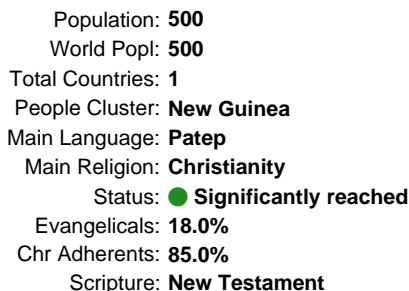 Population: 500
World Popl: 500
Total Countries: 1
People Cluster: New Guinea
Main Language: Patep
Main Religion: Christianity
Status: Significantly reached
Evangelicals: 18.0%
Chr Adherents: 85.0%
Scripture: New Testament